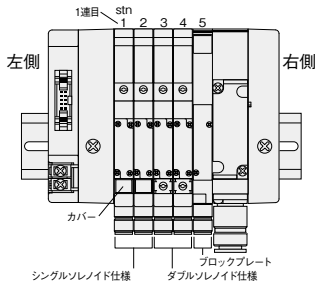 1連目 stn
1 2 3 4 5
左側
右側
カバー
ブロックプレート
シングルソレノイド仕様 ダブルソレノイド仕様